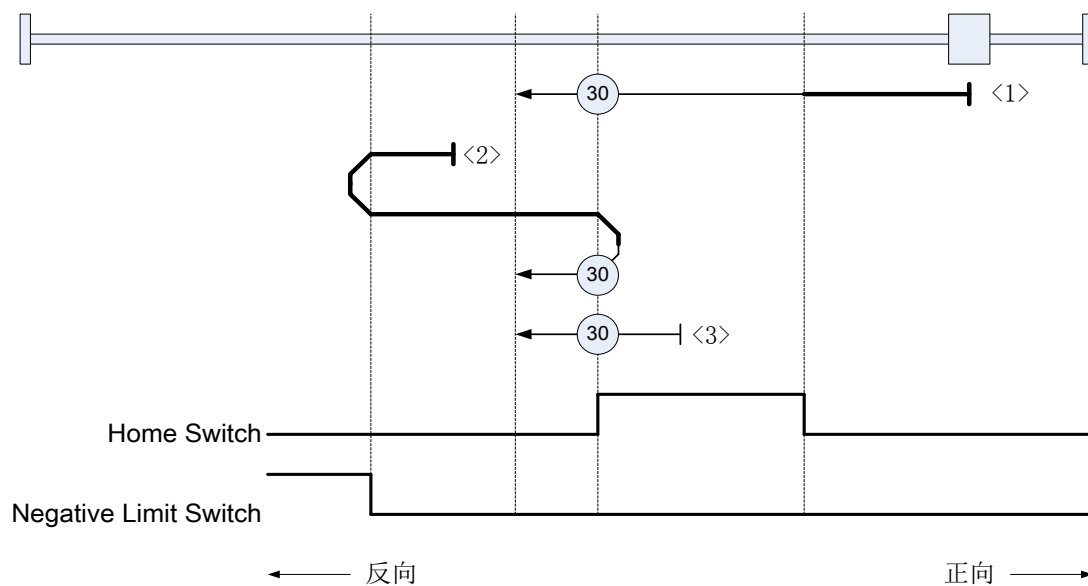 30
<1>
<2>
30
30
<3>
Home Switch
Negative Limit Switch
反向
正向